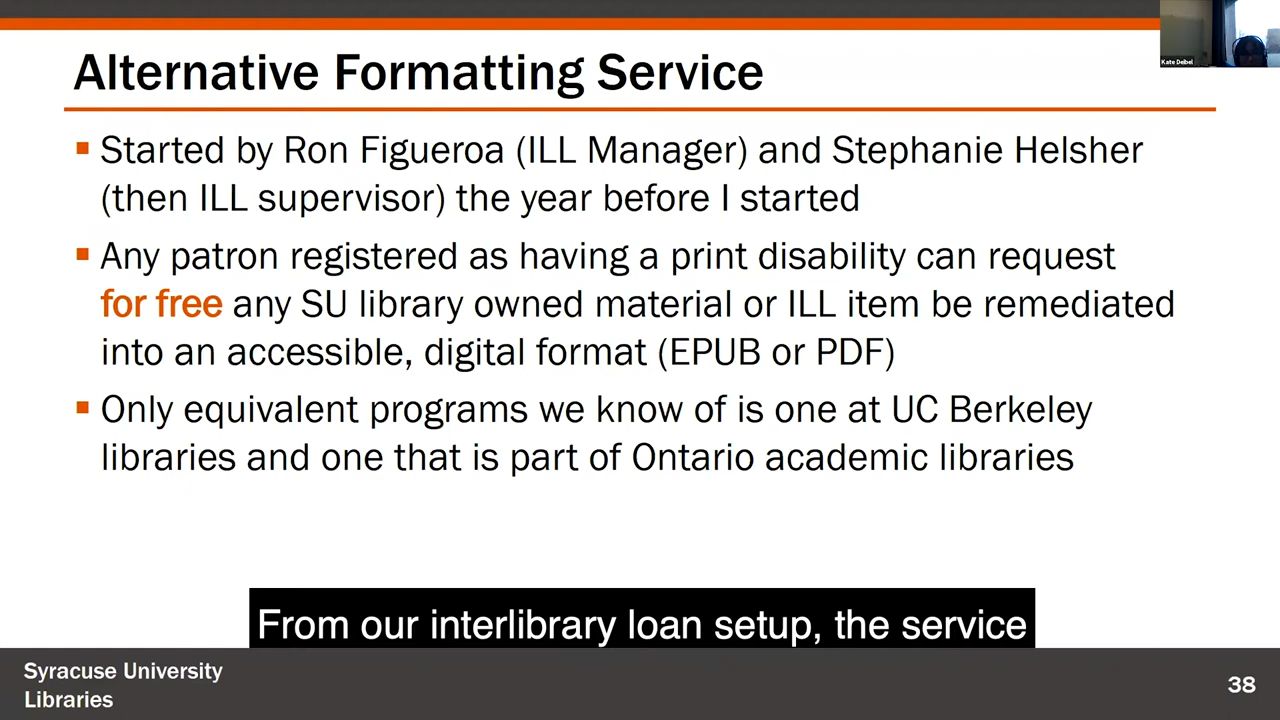 Kate Deibel
Alternative Formatting Service
▪ Started by Ron Figueroa (ILL Manager) and Stephanie Helsher
(then ILL supervisor) the year before I started
▪ Any patron registered as having a print disability can request
for free any SU library owned material or ILL item be remediated
into an accessible, digital format (EPUB or PDF)
▪ Only equivalent programs we know of is one at UC Berkeley
libraries and one that is part of Ontario academic libraries
From our interlibrary loan setup, the service
Syracuse University
Libraries
38